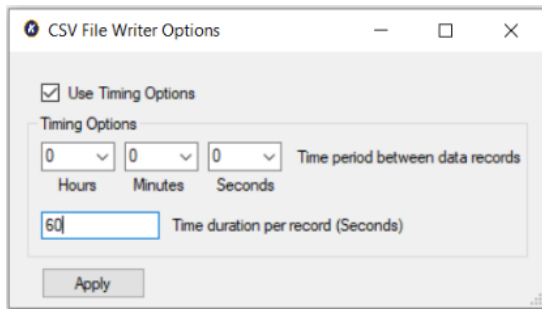 CSV File Writer Options
Use Timing Options
Timing Options
0 0 0 Time period between data records
Hours Minutes Seconds
60 Time duration per record (Seconds)
Apply